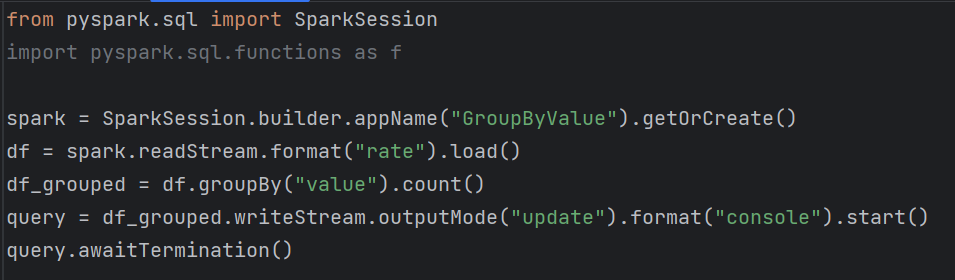 from pyspark.sql import SparkSession
import pyspark.sql.functions as f
spark = SparkSession.builder.appName("GroupByValue").getOrCreate()
df = spark.readStream.format("rate").load()
df_grouped = df.groupBy("value").count()
query = df_grouped.writeStream.outputMode("update").format("console").start()
query.awaitTermination()